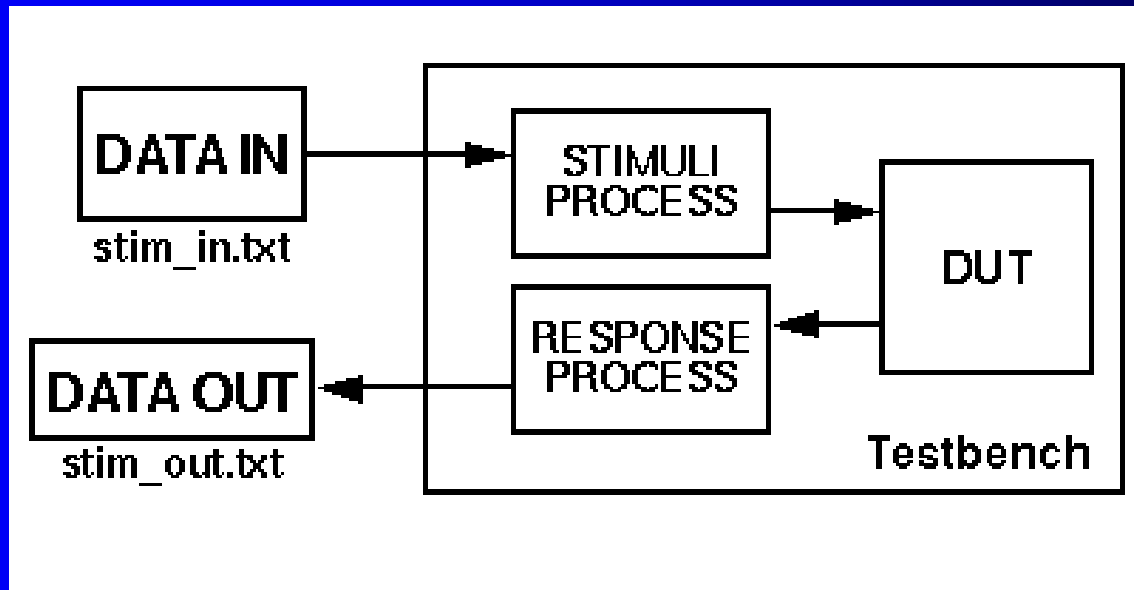 DATA IN
stim_in.txt
STIMULI
PROCESS
DUT
RESPONSE
PROCESS
DATA OUT
stim_out.txt
Testbench